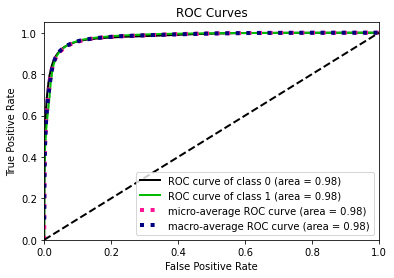 ROC Curves
True Positive Rate
1.0
0.8
0.6
0.4
0.2
0.0
ROC curve of class 0 (area = 0.98)
ROC curve of class 1 (area = 0.98)
micro-average ROC curve (area = 0.98)
macro-average ROC curve (area = 0.98)
0.0 0.2 0.4 0.6 0.8 1.0
False Positive Rate